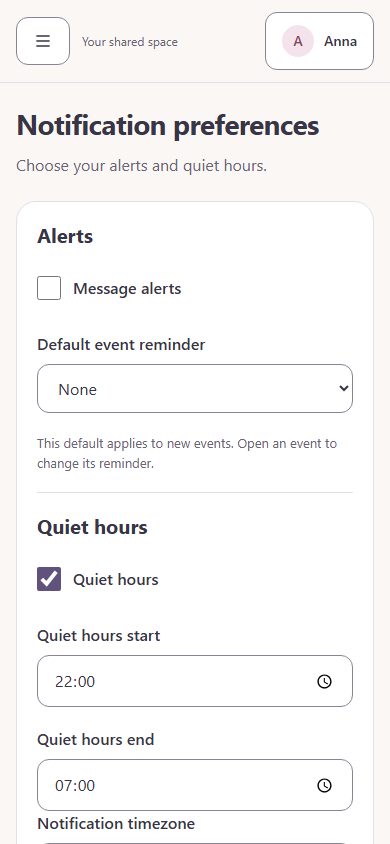 Your shared space
A
Anna
Notification preferences
Choose your alerts and quiet hours.
Alerts
Message alerts
Default event reminder
None
This default applies to new events. Open an event to
change its reminder.
Quiet hours
Quiet hours
Quiet hours start
22:00
Quiet hours end
07:00
Notification timezone